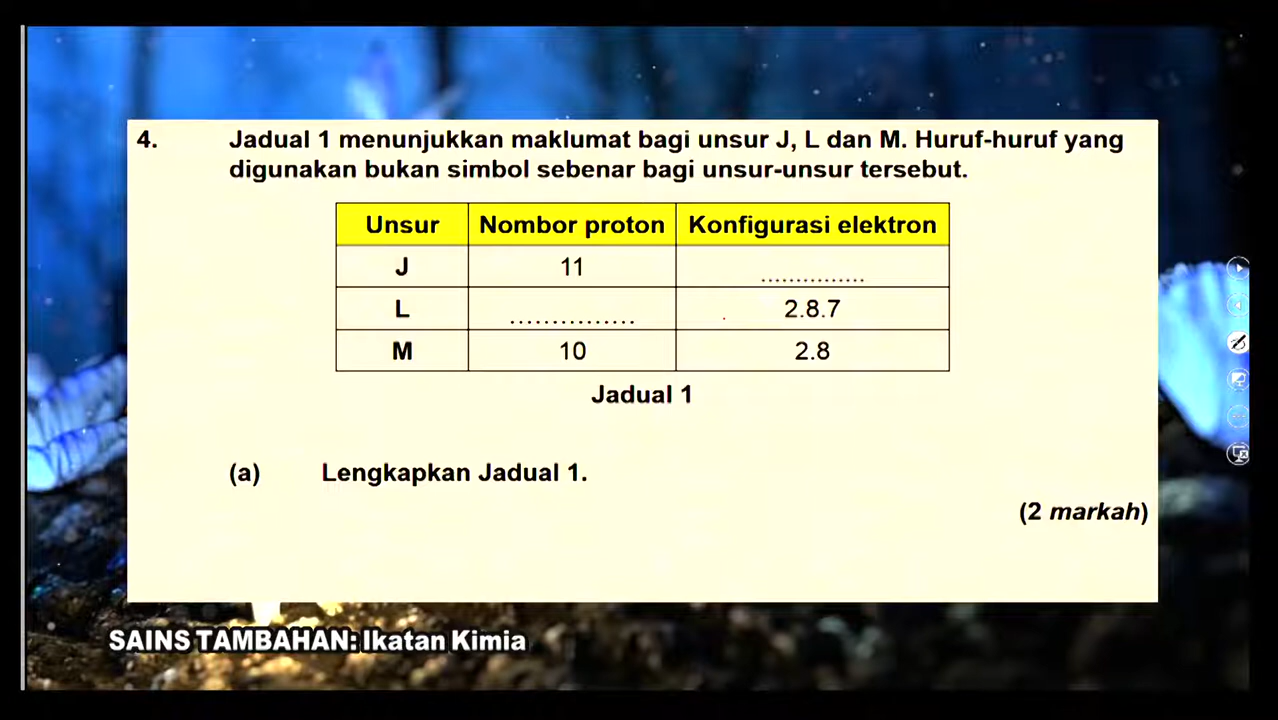 4. Jadual 1 menunjukkan maklumat bagi unsur J, L dan M. Huruf-huruf yang
digunakan bukan simbol sebenar bagi unsur-unsur tersebut.
Unsur Nombor proton Konfigurasi elektron
J 11 ...............
L ............... 2.8.7
M 10 2.8
Jadual 1
(a) Lengkapkan Jadual 1.
(2 markah)
SAINS TAMBAHAN: Ikatan Kimia